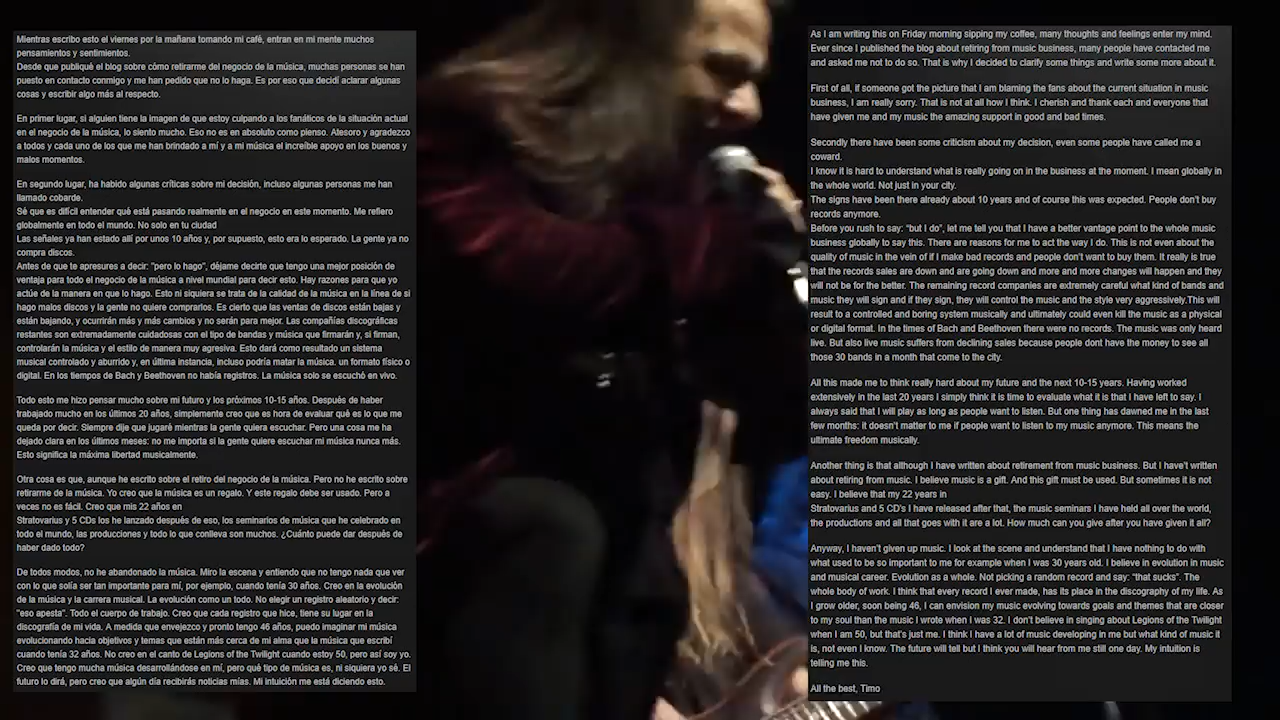 Mientras escribo esto el viernes por la mañana tomando mi café, entran en mi mente muchos
pensamientos y sentimientos.
Desde que publiqué el blog sobre cómo retirarme del negocio de la música, muchas personas se han
puesto en contacto conmigo y me han pedido que no lo haga. Es por eso que decidí aclarar algunas
cosas y escribir algo más al respecto.
En primer lugar, si alguien tiene la imagen de que estoy culpando a los fanáticos de la situación actual
en el negocio de la música, lo siento mucho. Eso no es en absoluto como pienso. Atesoro y agradezco
a todos y cada uno de los que me han brindado a mí y a mi música el increíble apoyo en los buenos y
malos momentos.
En segundo lugar, ha habido algunas críticas sobre mi decisión, incluso algunas personas me han
llamado cobarde.
Sé que es difícil entender qué está pasando realmente en el negocio en este momento. Me refiero
globalmente en todo el mundo. No solo en tu ciudad
Las señales ya han estado allí por unos 10 años y, por supuesto, esto era lo esperado. La gente ya no
compra discos.
Antes de que te apresures a decir: "pero lo hago", déjame decirte que tengo una mejor posición de
ventaja para todo el negocio de la música a nivel mundial para decir esto. Hay razones para que yo
actúe de la manera en que lo hago. Esto ni siquiera se trata de la calidad de la música en la línea de si
hago malos discos y la gente no quiere comprarlos. Es cierto que las ventas de discos están bajas y
están bajando, y ocurrirán más y más cambios y no serán para mejor. Las compañías discográficas
restantes son extremadamente cuidadosas con el tipo de bandas y música que firmarán y, si firman,
controlarán la música y el estilo de manera muy agresiva. Esto dará como resultado un sistema
musical controlado y aburrido y, en última instancia, incluso podría matar la música. un formato físico o
digital. En los tiempos de Bach y Beethoven no había registros. La música solo se escuchó en vivo.
Todo esto me hizo pensar mucho sobre mi futuro y los próximos 10-15 años. Después de haber
trabajado mucho en los últimos 20 años, simplemente creo que es hora de evaluar qué es lo que me
queda por decir. Siempre dije que jugaré mientras la gente quiera escuchar. Pero una cosa me ha
dejado clara en los últimos meses: no me importa si la gente quiere escuchar mi música nunca más.
Esto significa la máxima libertad musicalmente.
Otra cosa es que, aunque he escrito sobre el retiro del negocio de la música. Pero no he escrito sobre
retirarme de la música. Yo creo que la música es un regalo. Y este regalo debe ser usado. Pero a
veces no es fácil. Creo que mis 22 años en
Stratovarius y 5 CDs los he lanzado después de eso, los seminarios de música que he celebrado en
todo el mundo, las producciones y todo lo que conlleva son muchos. ¿Cuánto puede dar después de
haber dado todo?
De todos modos, no he abandonado la música. Miro la escena y entiendo que no tengo nada que ver
con lo que solía ser tan importante para mí, por ejemplo, cuando tenía 30 años. Creo en la evolución
de la música y la carrera musical. La evolución como un todo. No elegir un registro aleatorio y decir:
"eso apesta". Todo el cuerpo de trabajo. Creo que cada registro que hice, tiene su lugar en la
discografía de mi vida. A medida que envejezco y pronto tengo 46 años, puedo imaginar mi música
evolucionando hacia objetivos y temas que están más cerca de mi alma que la música que escribí
cuando tenía 32 años. No creo en el canto de Legions of the Twilight cuando estoy 50, pero así soy yo.
Creo que tengo mucha música desarrollándose en mí, pero qué tipo de música es, ni siquiera yo sé. El
futuro lo dirá, pero creo que algún día recibirás noticias mías. Mi intuición me está diciendo esto.
As I am writing this on Friday morning sipping my coffee, many thoughts and feelings enter my mind.
Ever since I published the blog about retiring from music business, many people have contacted me
and asked me not to do so. That is why I decided to clarify some things and write some more about it.
First of all, if someone got the picture that I am blaming the fans about the current situation in music
business, I am really sorry. That is not at all how I think. I cherish and thank each and everyone that
have given me and my music the amazing support in good and bad times.
Secondly there have been some criticism about my decision, even some people have called me a
coward.
I know it is hard to understand what is really going on in the business at the moment. I mean globally in
the whole world. Not just in your city.
The signs have been there already about 10 years and of course this was expected. People don't buy
records anymore.
Before you rush to say: "but I do", let me tell you that I have a better vantage point to the whole music
business globally to say this. There are reasons for me to act the way I do. This is not even about the
quality of music in the vein of if I make bad records and people don't want to buy them. It really is true
that the records sales are down and are going down and more and more changes will happen and they
will not be for the better. The remaining record companies are extremely careful what kind of bands and
music they will sign and if they sign, they will control the music and the style very aggressively.This will
result to a controlled and boring system musically and ultimately could even kill the music as a physical
or digital format. In the times of Bach and Beethoven there were no records. The music was only heard
live. But also live music suffers from declining sales because people dont have the money to see all
those 30 bands in a month that come to the city.
All this made me to think really hard about my future and the next 10-15 years. Having worked
extensively in the last 20 years I simply think it is time to evaluate what it is that I have left to say. I
always said that I will play as long as people want to listen. But one thing has dawned me in the last
few months: it doesn't matter to me if people want to listen to my music anymore. This means the
ultimate freedom musically.
Another thing is that although I have written about retirement from music business. But I have't written
about retiring from music. I believe music is a gift. And this gift must be used. But sometimes it is not
easy. I believe that my 22 years in
Stratovarius and 5 CD's I have released after that, the music seminars I have held all over the world,
the productions and all that goes with it are a lot. How much can you give after you have given it all?
Anyway, I haven't given up music. I look at the scene and understand that I have nothing to do with
what used to be so important to me for example when I was 30 years old. I believe in evolution in music
and musical career. Evolution as a whole. Not picking a random record and say: "that sucks". The
whole body of work. I think that every record I ever made, has its place in the discography of my life. As
I grow older, soon being 46, I can envision my music evolving towards goals and themes that are closer
to my soul than the music I wrote when I was 32. I don't believe in singing about Legions of the Twilight
when I am 50, but that's just me. I think I have a lot of music developing in me but what kind of music it
is, not even I know. The future will tell but I think you will hear from me still one day. My intuition is
telling me this.
All the best, Timo